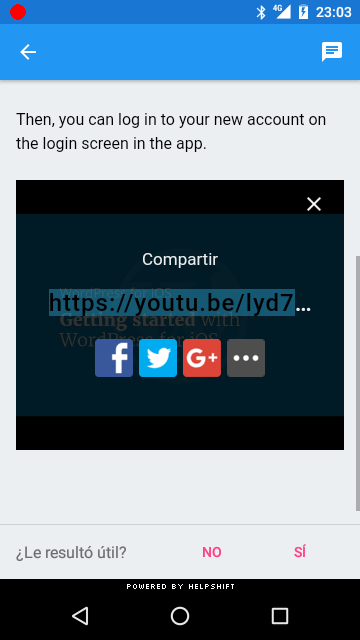 4G
23:03
Then, you can log in to your new account on
the login screen in the app.
Compartir
WordPress for iOS
https://youtu.be/lyd7...
Getting started with
WordPress for iOS
¿Le resultó útil?
NO
SÍ
POWERED BY HELPSHIFT